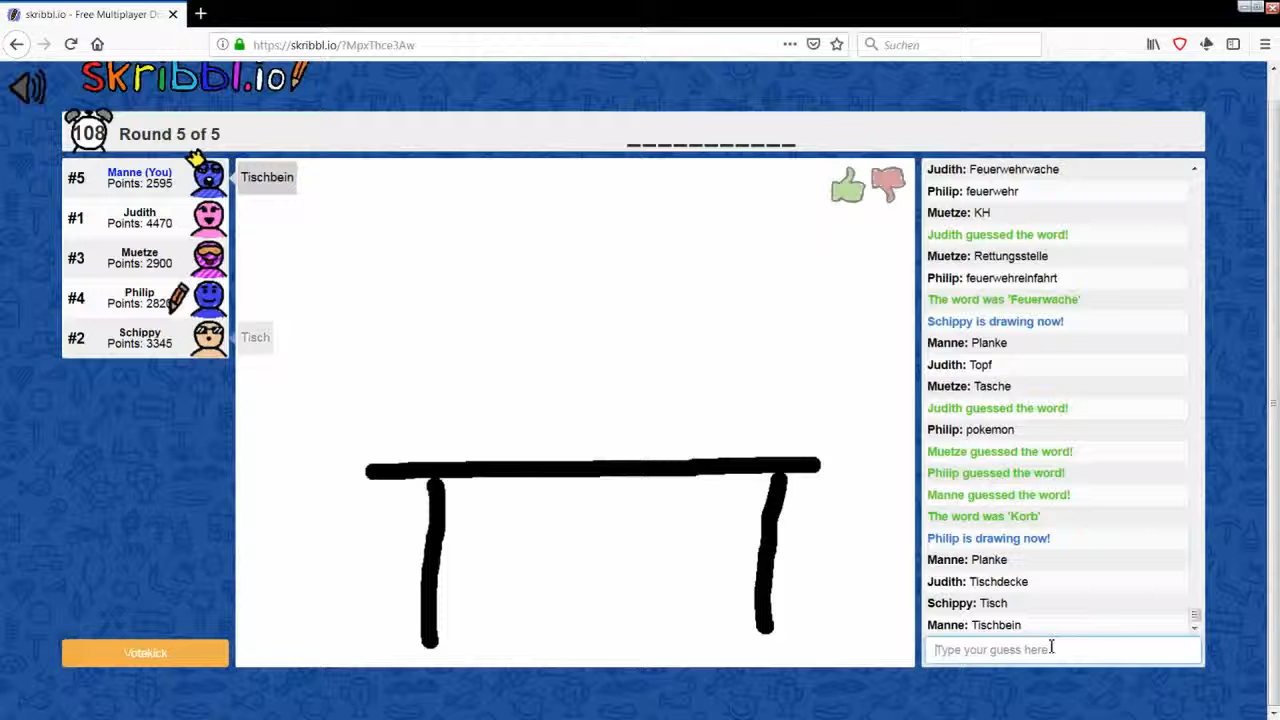 skribbl.io - Free Multiplayer Dr
https://skribbl.io/?MpxThce3Aw
Suchen
skribbl.io!
108
Round 5 of 5
____________
#5
Manne (You)
Points: 2595
#1
Judith
Points: 4470
#3
Muetze
Points: 2900
#4
Philip
Points: 2820
#2
Schippy
Points: 3345
Votekick
Tischbein
Tisch
Judith: Feuerwehrwache
Philip: feuerwehr
Muetze: KH
Judith guessed the word!
Muetze: Rettungsstelle
Philip: feuerwehreinfahrt
The word was 'Feuerwache'
Schippy is drawing now!
Manne: Planke
Judith: Topf
Muetze: Tasche
Judith guessed the word!
Philip: pokemon
Muetze guessed the word!
Philip guessed the word!
Manne guessed the word!
The word was 'Korb'
Philip is drawing now!
Manne: Planke
Judith: Tischdecke
Schippy: Tisch
Manne: Tischbein
Type your guess here